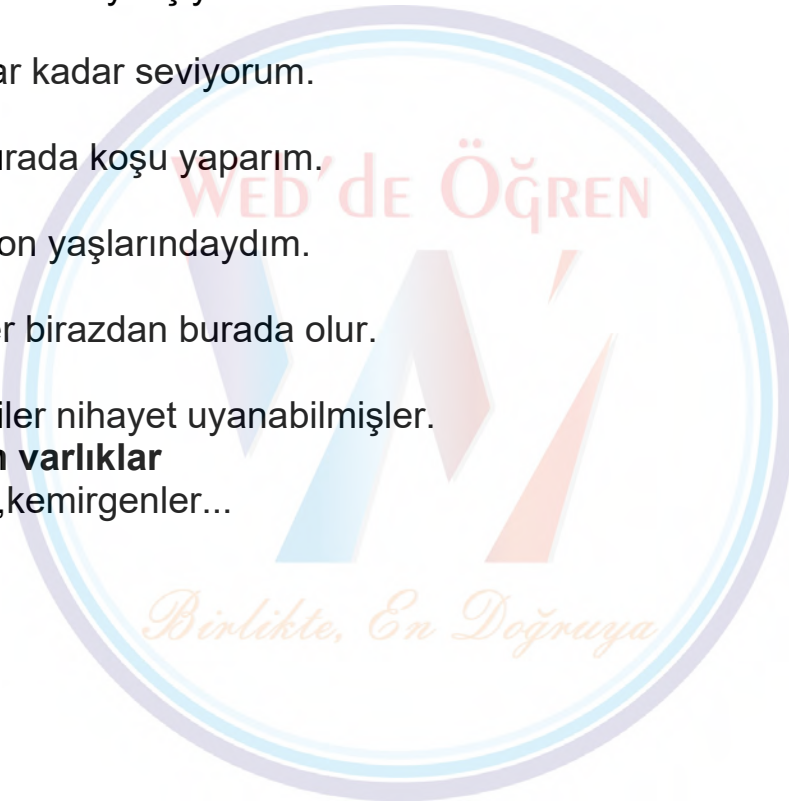 ar kadar seviyorum.
urada koşu yaparım.
WEB'DE ÖĞREN
on yaşlarındaydım.
er birazdan burada olur.
iler nihayet uyanabilmişler.
n varlıklar
,kemirgenler...
Birlikte, En Doğruya